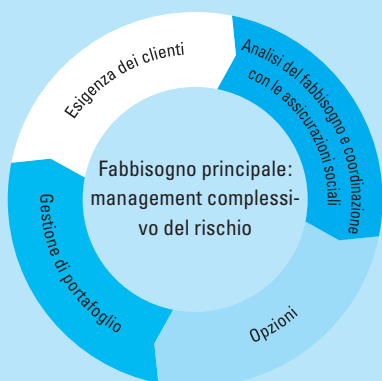 Esigenza dei clienti
Analisi del fabbisogno e coordinazione
con le assicurazioni sociali
Fabbisogno principale:
management complessi-
vo del rischio
Gestione di portafoglio
Opzioni